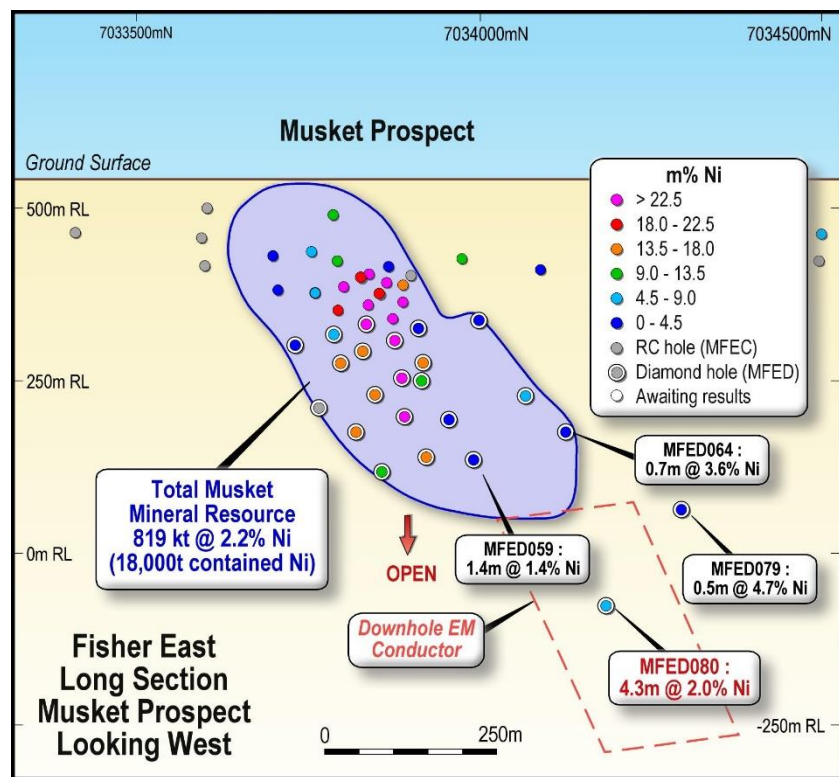 7033500mN
7034000mN
7034500mN
Musket Prospect
Ground Surface
m% Ni
> 22.5
18.0 - 22.5
13.5 - 18.0
9.0 - 13.5
4.5 - 9.0
0 - 4.5
RC hole (MFEC)
Diamond hole (MFED)
Awaiting results
500m RL
250m RL
0m RL
-250m RL
MFED064 :
0.7m @ 3.6% Ni
Total Musket
Mineral Resource
819 kt @ 2.2% Ni
(18,000t contained Ni)
OPEN
MFED059 :
1.4m @ 1.4% Ni
MFED079 :
0.5m @ 4.7% Ni
Downhole EM
Conductor
MFED080 :
4.3m @ 2.0% Ni
Fisher East
Long Section
Musket Prospect
Looking West
0
250m